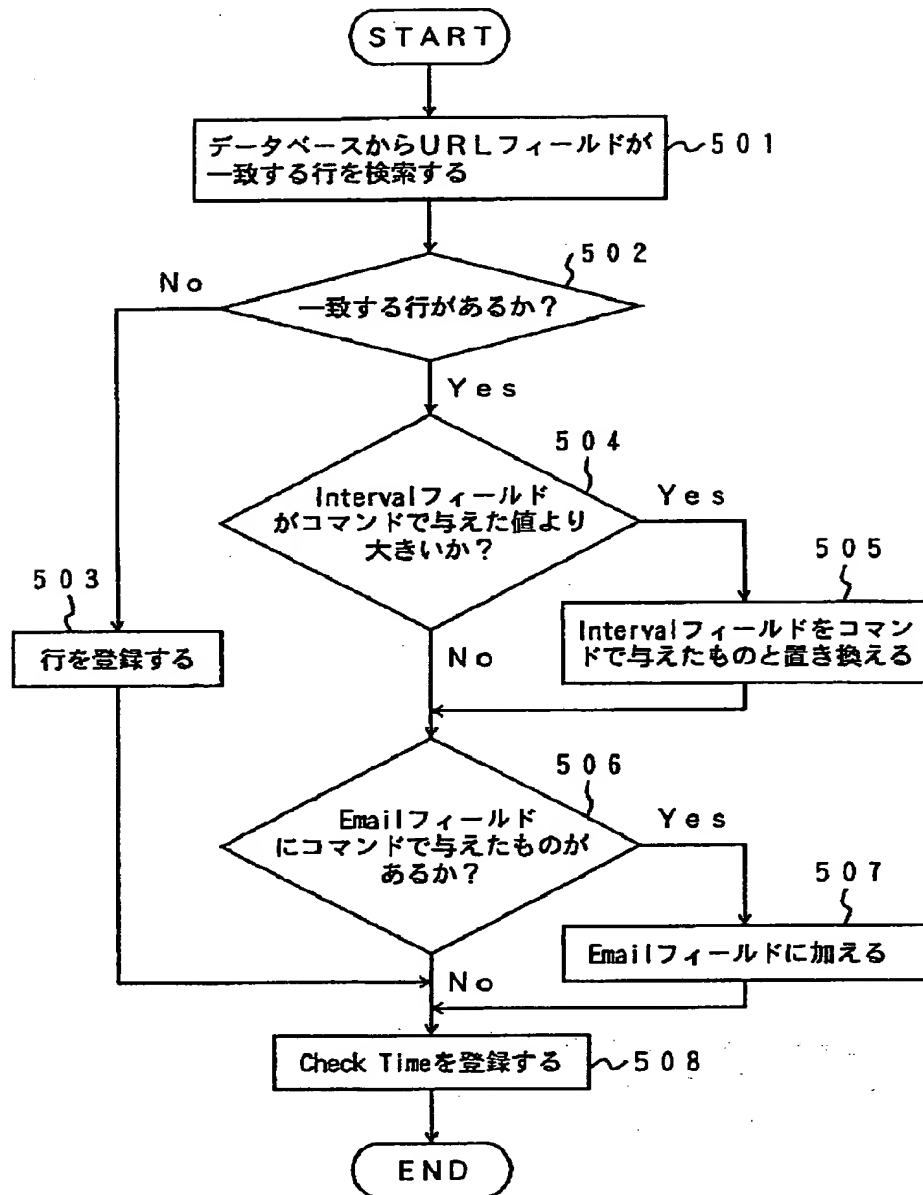 START
データベースからURLフィールドが
一致する行を検索する
501
502
No
一致する行があるか？
Yes
504
Intervalフィールド
がコマンドで与えた値より
大きいか？
Yes
505
503
Intervalフィールドをコマン
ドで与えたものと置き換える
行を登録する
No
506
Emailフィールド
にコマンドで与えたものが
あるか？
Yes
507
Emailフィールドに加える
No
Check Timeを登録する
508
END